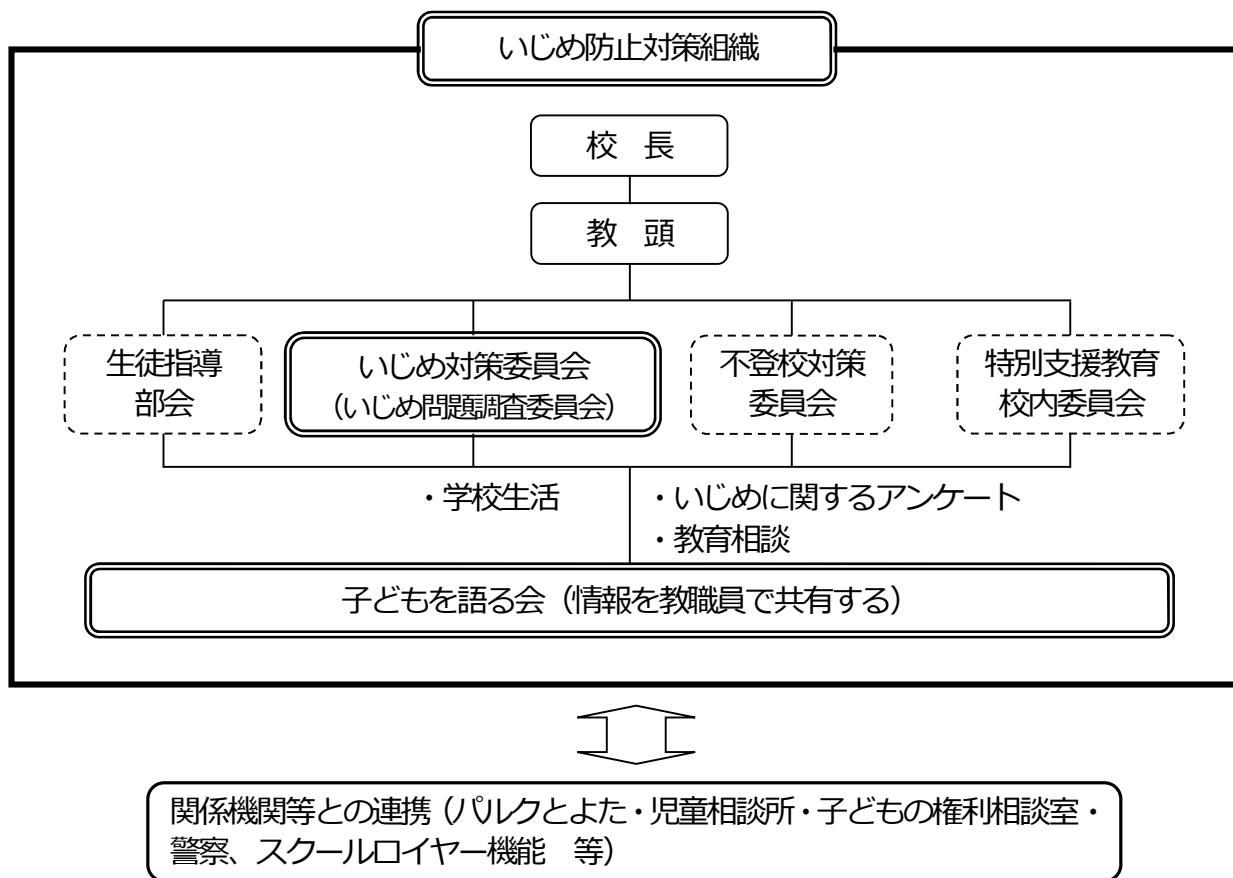 いじめ防止対策組織
校　長
教　頭
生徒指導
部会
いじめ対策委員会
（いじめ問題調査委員会）
不登校対策
委員会
特別支援教育
校内委員会
・学校生活
・いじめに関するアンケート
・教育相談
子どもを語る会（情報を教職員で共有する）
関係機関等との連携（パルクとよた・児童相談所・子どもの権利相談室・
警察、スクールロイヤー機能　等）